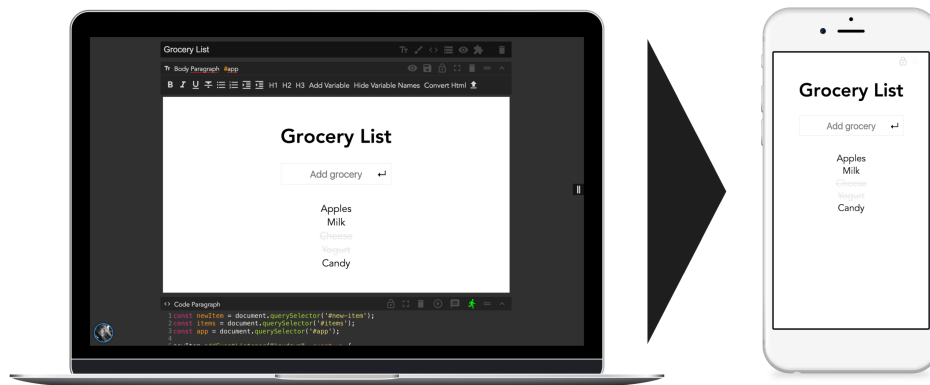 Grocery List
Tт Body Paragraph #app
B I U T H1 H2 H3 Add Variable Hide Variable Names Convert Html
Grocery List
Add grocery
Apples
Milk
Cheese
Yogurt
Candy
<> Code Paragraph
1 const newItem = document.querySelector('#new-item');
2 const items = document.querySelector('#items');
3 const app = document.querySelector('#app');
4
Grocery List
Add grocery
Apples
Milk
Cheese
Yogurt
Candy